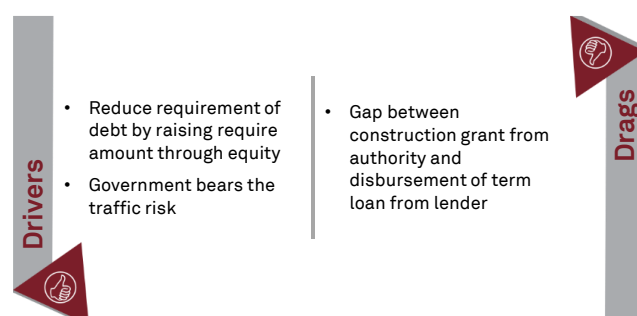 Drivers
• Reduce requirement of
debt by raising require
amount through equity
• Government bears the
traffic risk
• Gap between
construction grant from
authority and
disbursement of term
loan from lender
Drags